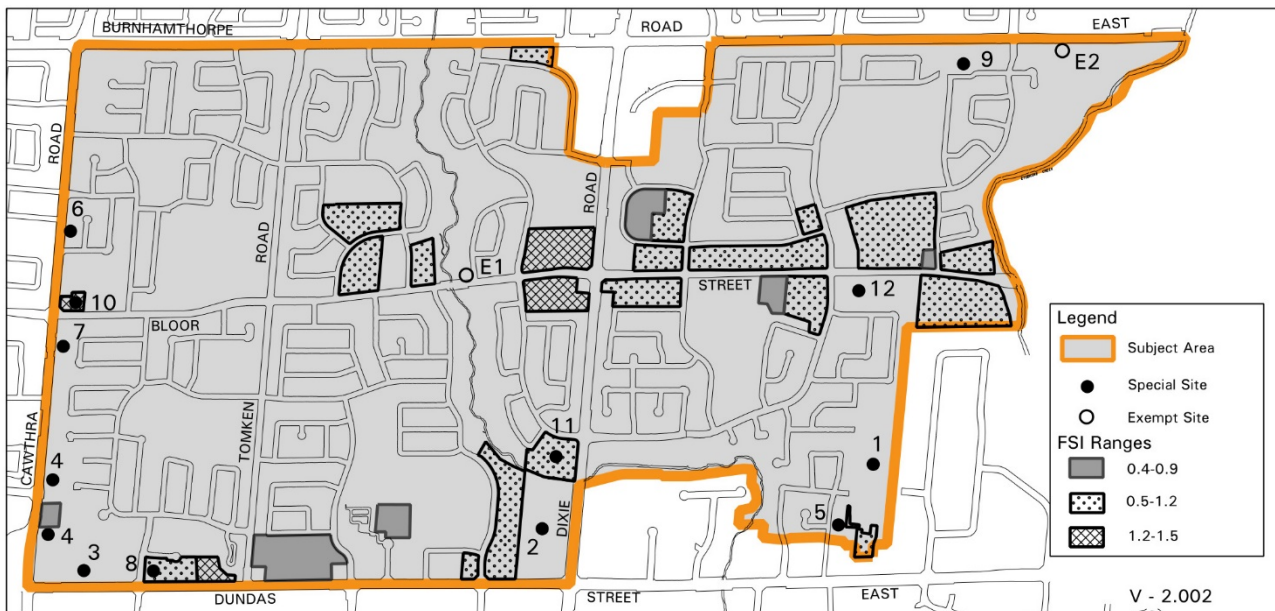 BURNHAMTHORPE ROAD EAST
9
E2
ROAD
6
ROAD
ROAD
E1
10
STREET
12
BLOOR
7
Legend
Subject Area
Special Site
Exempt Site
FSI Ranges
0.4-0.9
0.5-1.2
1.2-1.5
CAWTHRA
TOMKEN
11
4
1
DIXIE
4
5
2
3
8
DUNDAS STREET EAST
V - 2.002